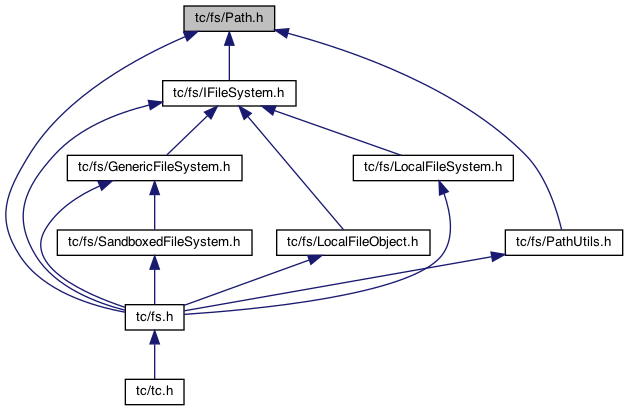 tc/fs/Path.h
tc/fs/IFileSystem.h
tc/fs/GenericFileSystem.h
tc/fs/LocalFileSystem.h
tc/fs/SandboxedFileSystem.h
tc/fs/LocalFileObject.h
tc/fs/PathUtils.h
tc/fs.h
tc/tc.h